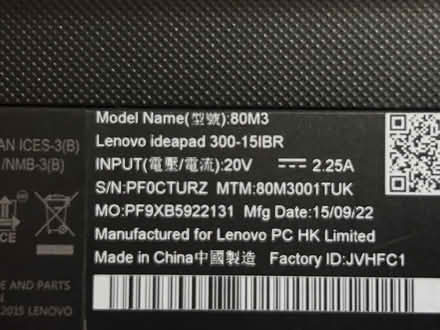 Model Name(型號):80M3
Lenovo ideapad 300-15IBR
AN ICES-3(B)
/NMB-3(B)
INPUT(電壓/電流):20V 2.25A
S/N:PF0CTURZ MTM:80M3001TUK
MO:PF9XB5922131 Mfg Date:15/09/22
Manufactured for Lenovo PC HK Limited
Made in China中國製造 Factory ID:JVHFC1
E AND PARTS
2015 LENOVO